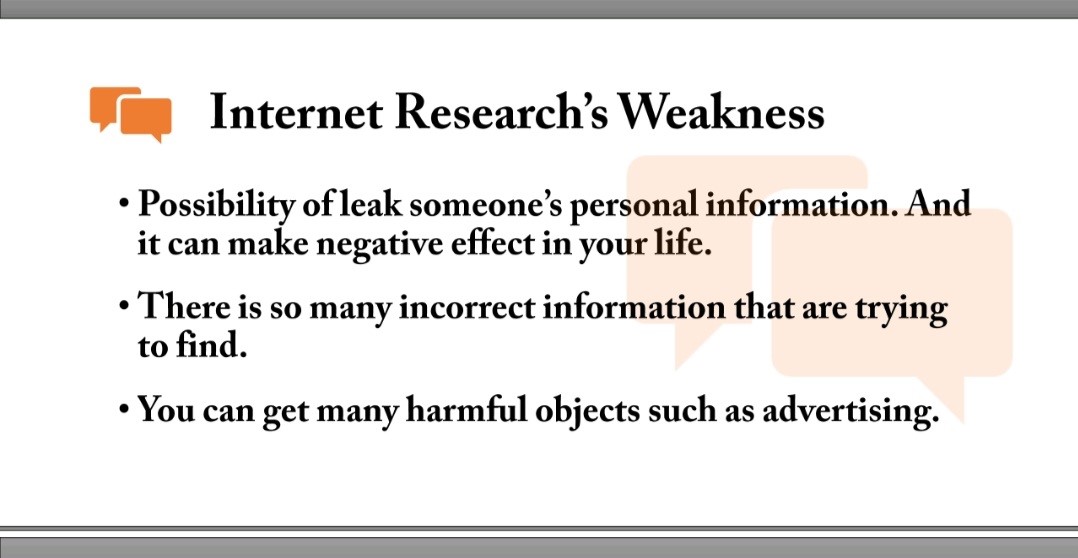 Internet Research’s Weakness
• Possibility of leak someone’s personal information. And
it can make negative effect in your life.
• There is so many incorrect information that are trying
to find.
• You can get many harmful objects such as advertising.